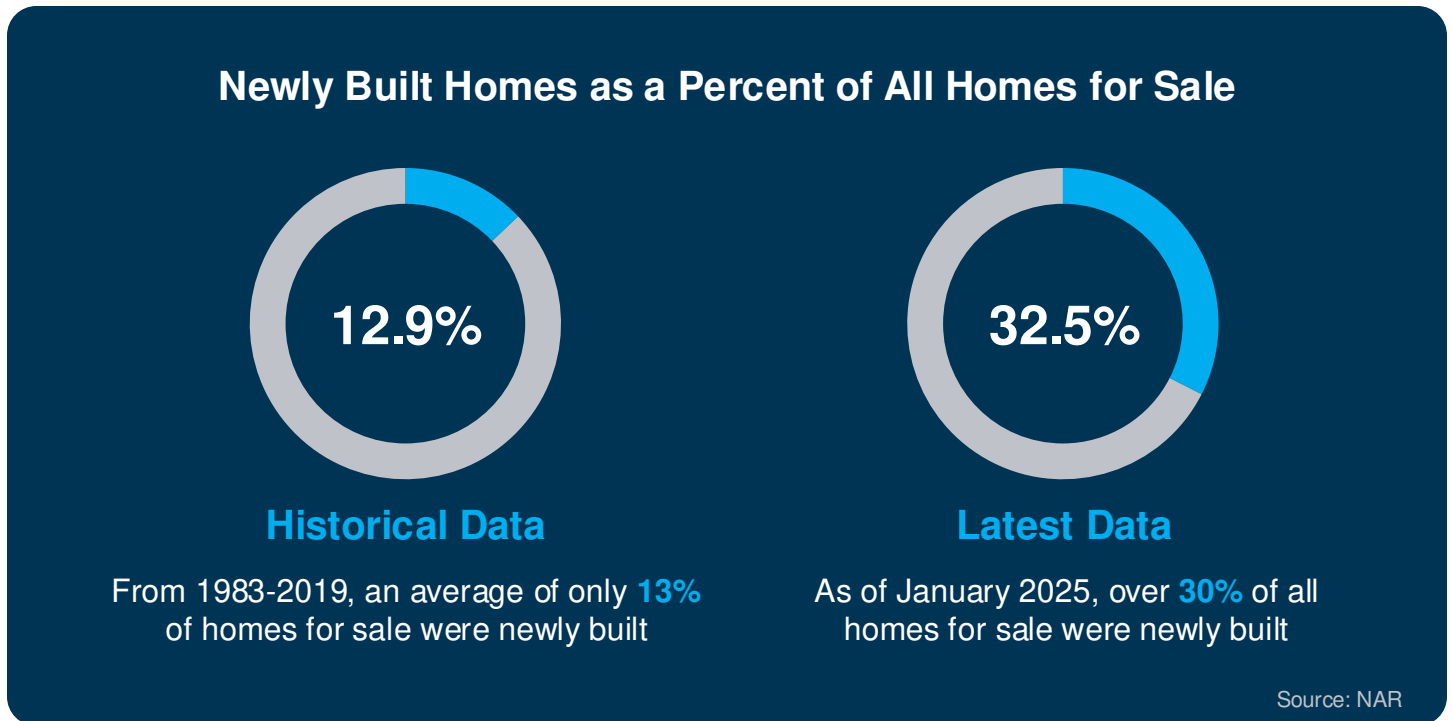 Newly Built Homes as a Percent of All Homes for Sale
12.9%
Historical Data
From 1983-2019, an average of only 13%
of homes for sale were newly built
32.5%
Latest Data
As of January 2025, over 30% of all
homes for sale were newly built
Source: NAR